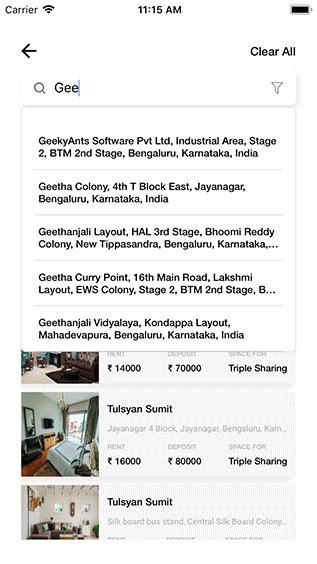 Carrier 11:15 AM
Clear All
Gee
GeekyAnts Software Pvt Ltd, Industrial Area, Stage
2, BTM 2nd Stage, Bengaluru, Karnataka, India
Geetha Colony, 4th T Block East, Jayanagar,
Bengaluru, Karnataka, India
Geethanjali Layout, HAL 3rd Stage, Bhoomi Reddy
Colony, New Tippasandra, Bengaluru, Karnataka,...
Geetha Curry Point, 16th Main Road, Lakshmi
Layout, EWS Colony, Stage 2, BTM 2nd Stage, B...
Geethanjali Vidyalaya, Kondappa Layout,
Mahadevapura, Bengaluru, Karnataka, India
RENT DEPOSIT SPACE FOR
₹ 14000 ₹ 70000 Triple Sharing
Tulsyan Sumit
Jayanagar 4 Block, Jayanagar, Bengaluru, Karn...
RENT DEPOSIT SPACE FOR
₹ 16000 ₹ 80000 Triple Sharing
Tulsyan Sumit
Silk board bus stand, Central Silk Board Colony...
RENT DEPOSIT SPACE FOR